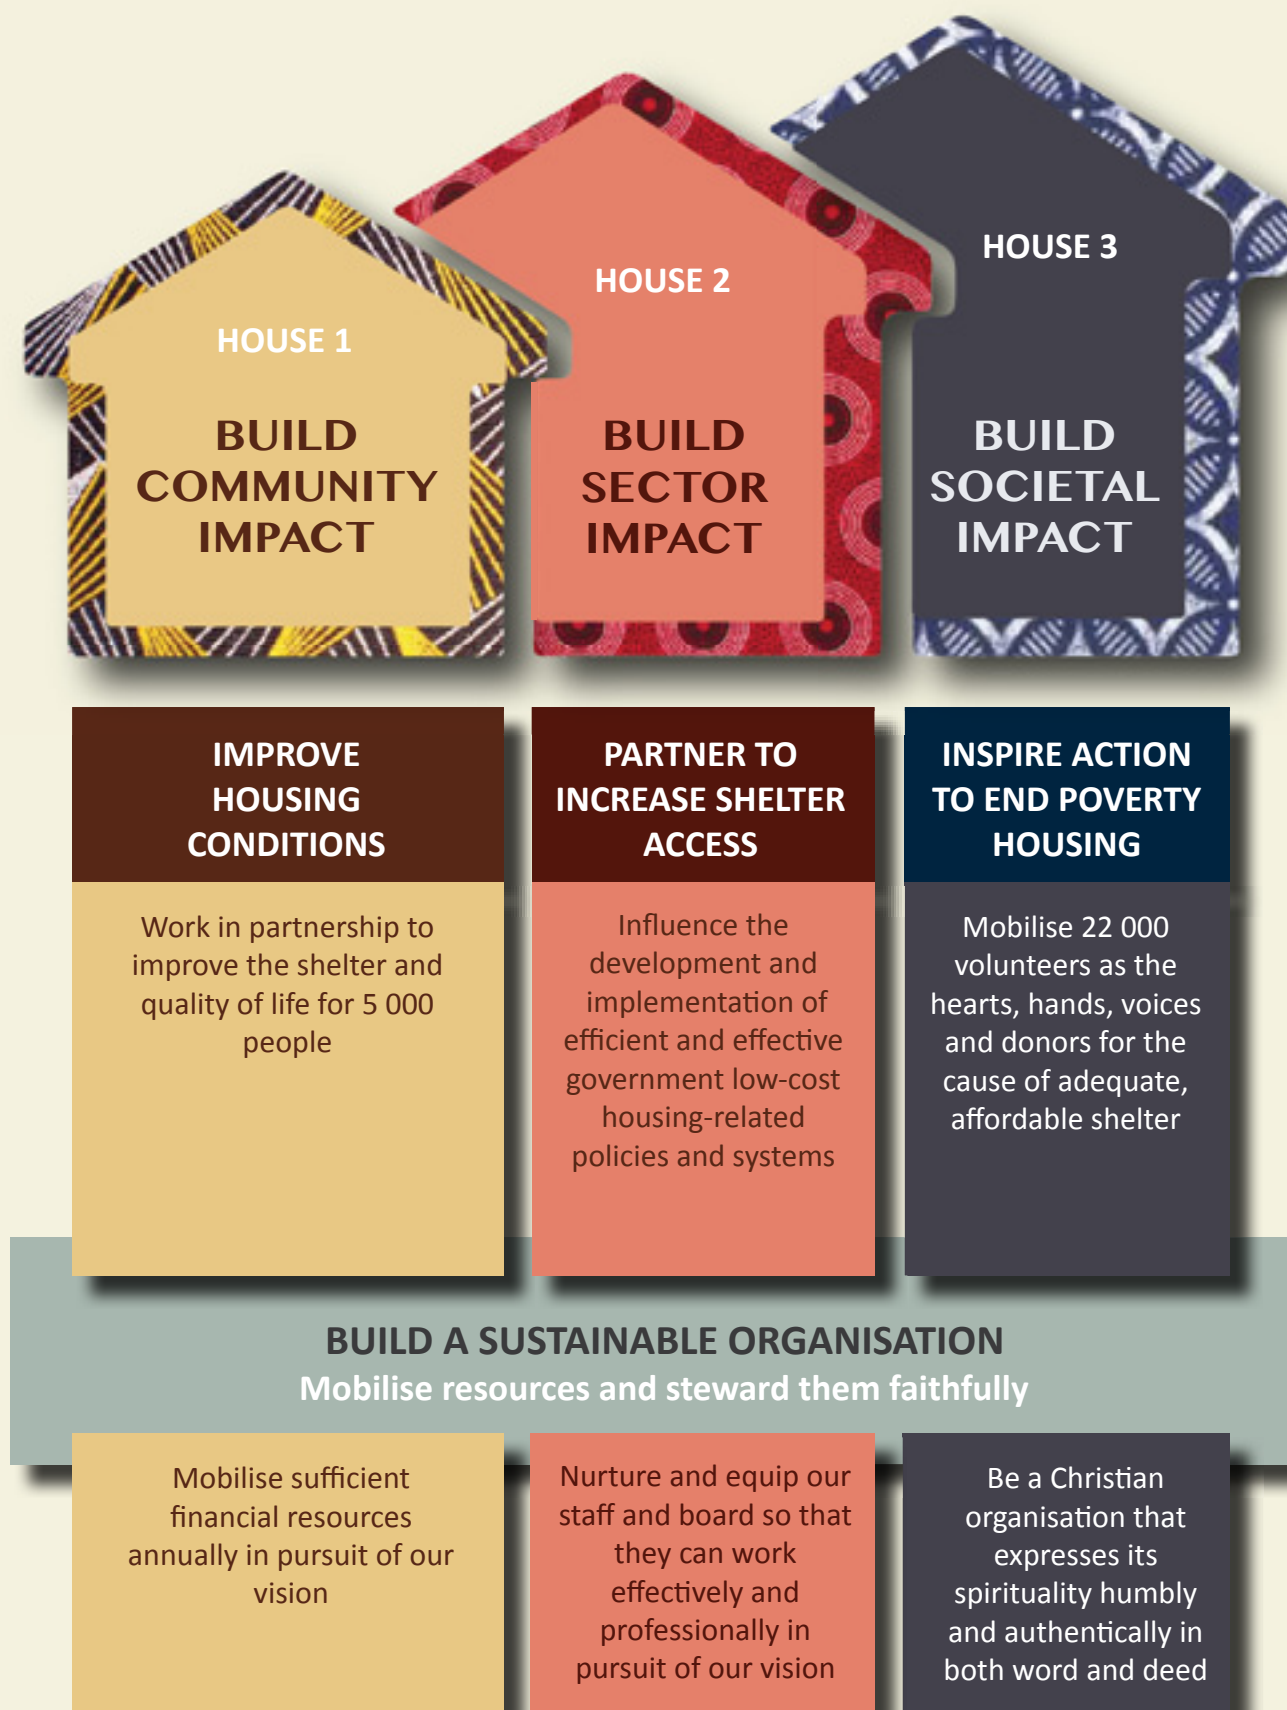 HOUSE 1
BUILD
COMMUNITY
IMPACT
HOUSE 2
BUILD
SECTOR
IMPACT
HOUSE 3
BUILD
SOCIETAL
IMPACT
IMPROVE
HOUSING
CONDITIONS
Work in partnership to
improve the shelter and
quality of life for 5 000
people
PARTNER TO
INCREASE SHELTER
ACCESS
Influence the
development and
implementation of
efficient and effective
government low-cost
housing-related
policies and systems
INSPIRE ACTION
TO END POVERTY
HOUSING
Mobilise 22 000
volunteers as the
hearts, hands, voices
and donors for the
cause of adequate,
affordable shelter
BUILD A SUSTAINABLE ORGANISATION
Mobilise resources and steward them faithfully
Mobilise sufficient
financial resources
annually in pursuit of our
vision
Nurture and equip our
staff and board so that
they can work
effectively and
professionally in
pursuit of our vision
Be a Christian
organisation that
expresses its
spirituality humbly
and authentically in
both word and deed